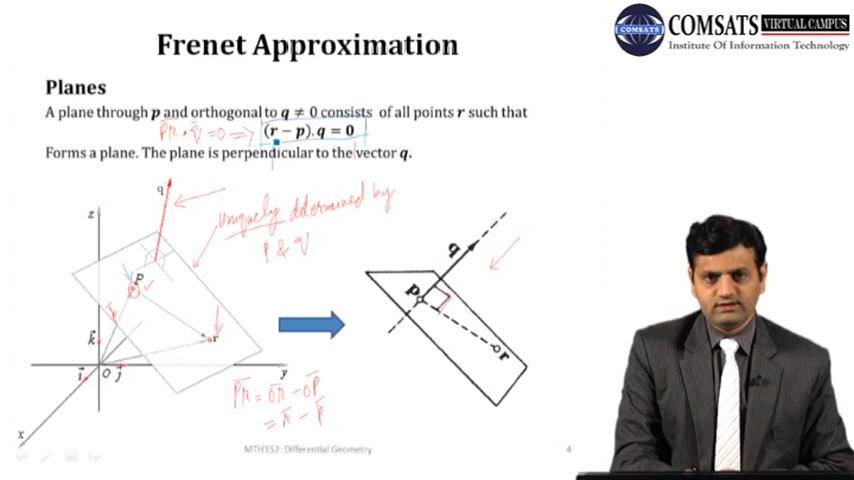 Frenet Approximation
COMSATS VIRTUAL CAMPUS
COMSATS
Institute Of Information Technology
Planes
A plane through p and orthogonal to q ≠ 0 consists of all points r such that
Pr . q = 0 => (r − p). q = 0
Forms a plane. The plane is perpendicular to the vector q.
q
uniquely determined by
P & q
z
p
p
k
r
i
O
j
y
x
Pr = Or − OP
= r − p
q
p
r
MTH352: Differential Geometry
4